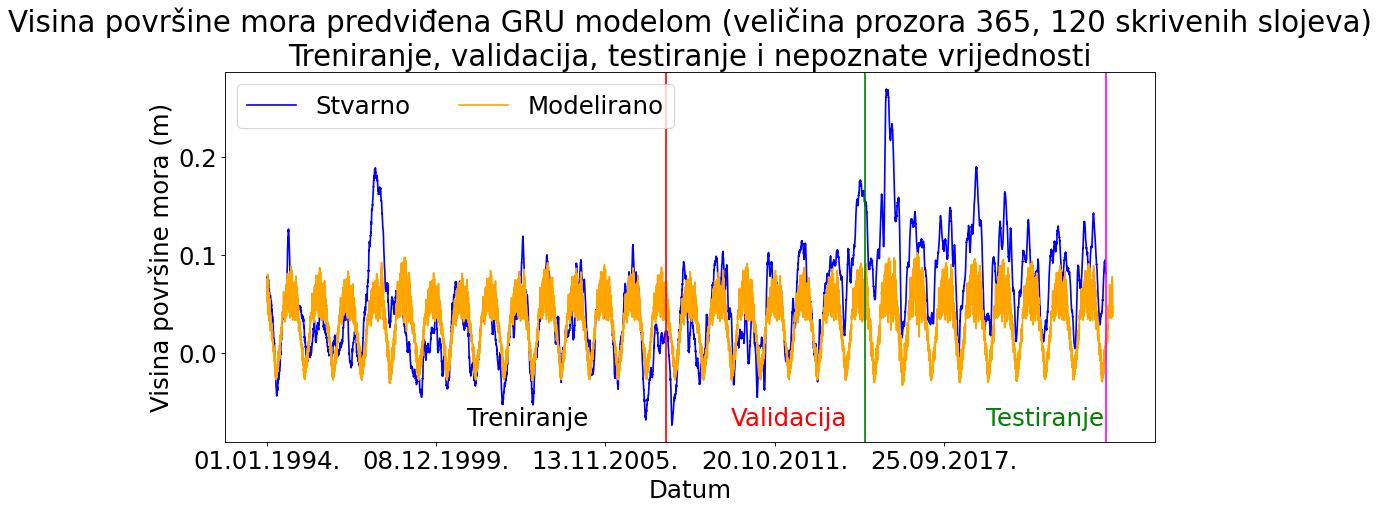 Visina površine mora predviđena GRU modelom (veličina prozora 365, 120 skrivenih slojeva)
Treniranje, validacija, testiranje i nepoznate vrijednosti
Stvarno
Modelirano
Visina površine mora (m)
0.2
0.1
0.0
Treniranje
Validacija
Testiranje
01.01.1994.
08.12.1999.
13.11.2005.
20.10.2011.
25.09.2017.
Datum